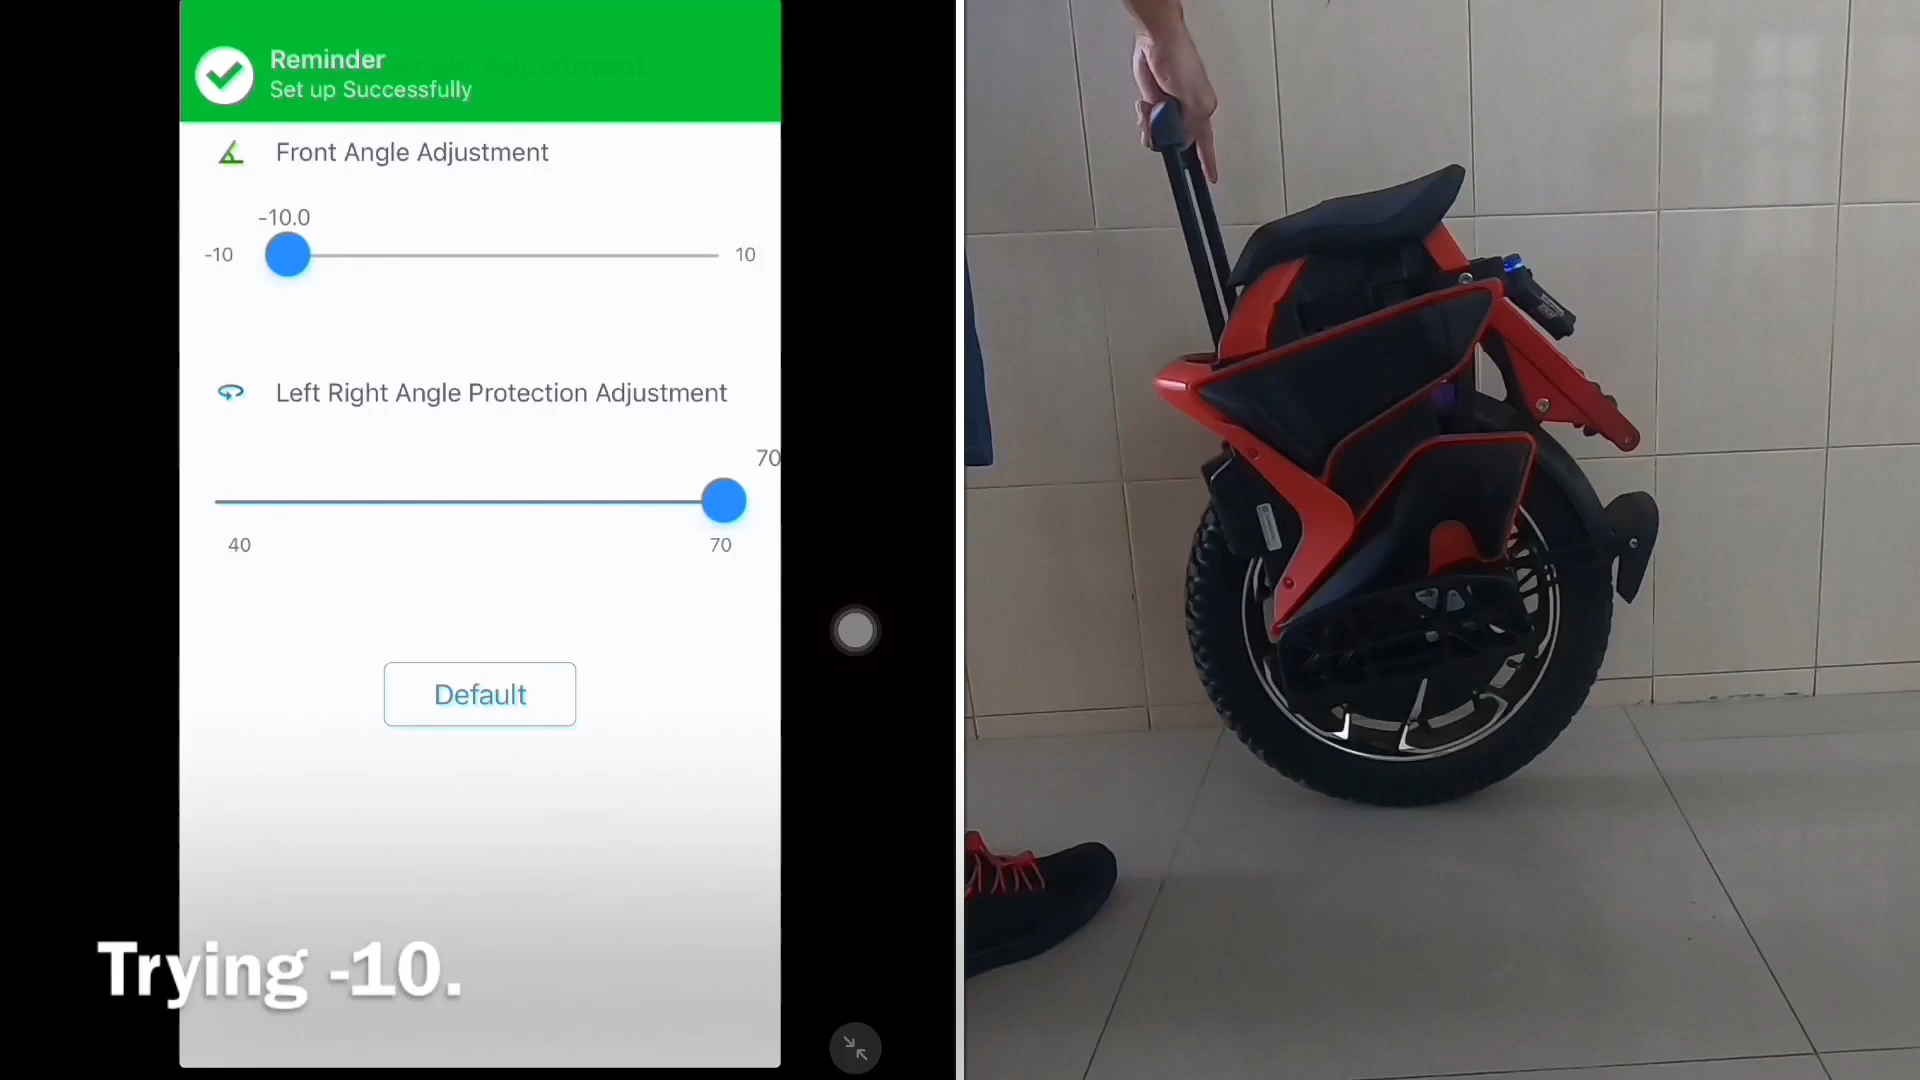 Reminder
Set up Successfully
Front Angle Adjustment
-10.0
-10
10
Left Right Angle Protection Adjustment
70
40
70
Default
Trying -10.